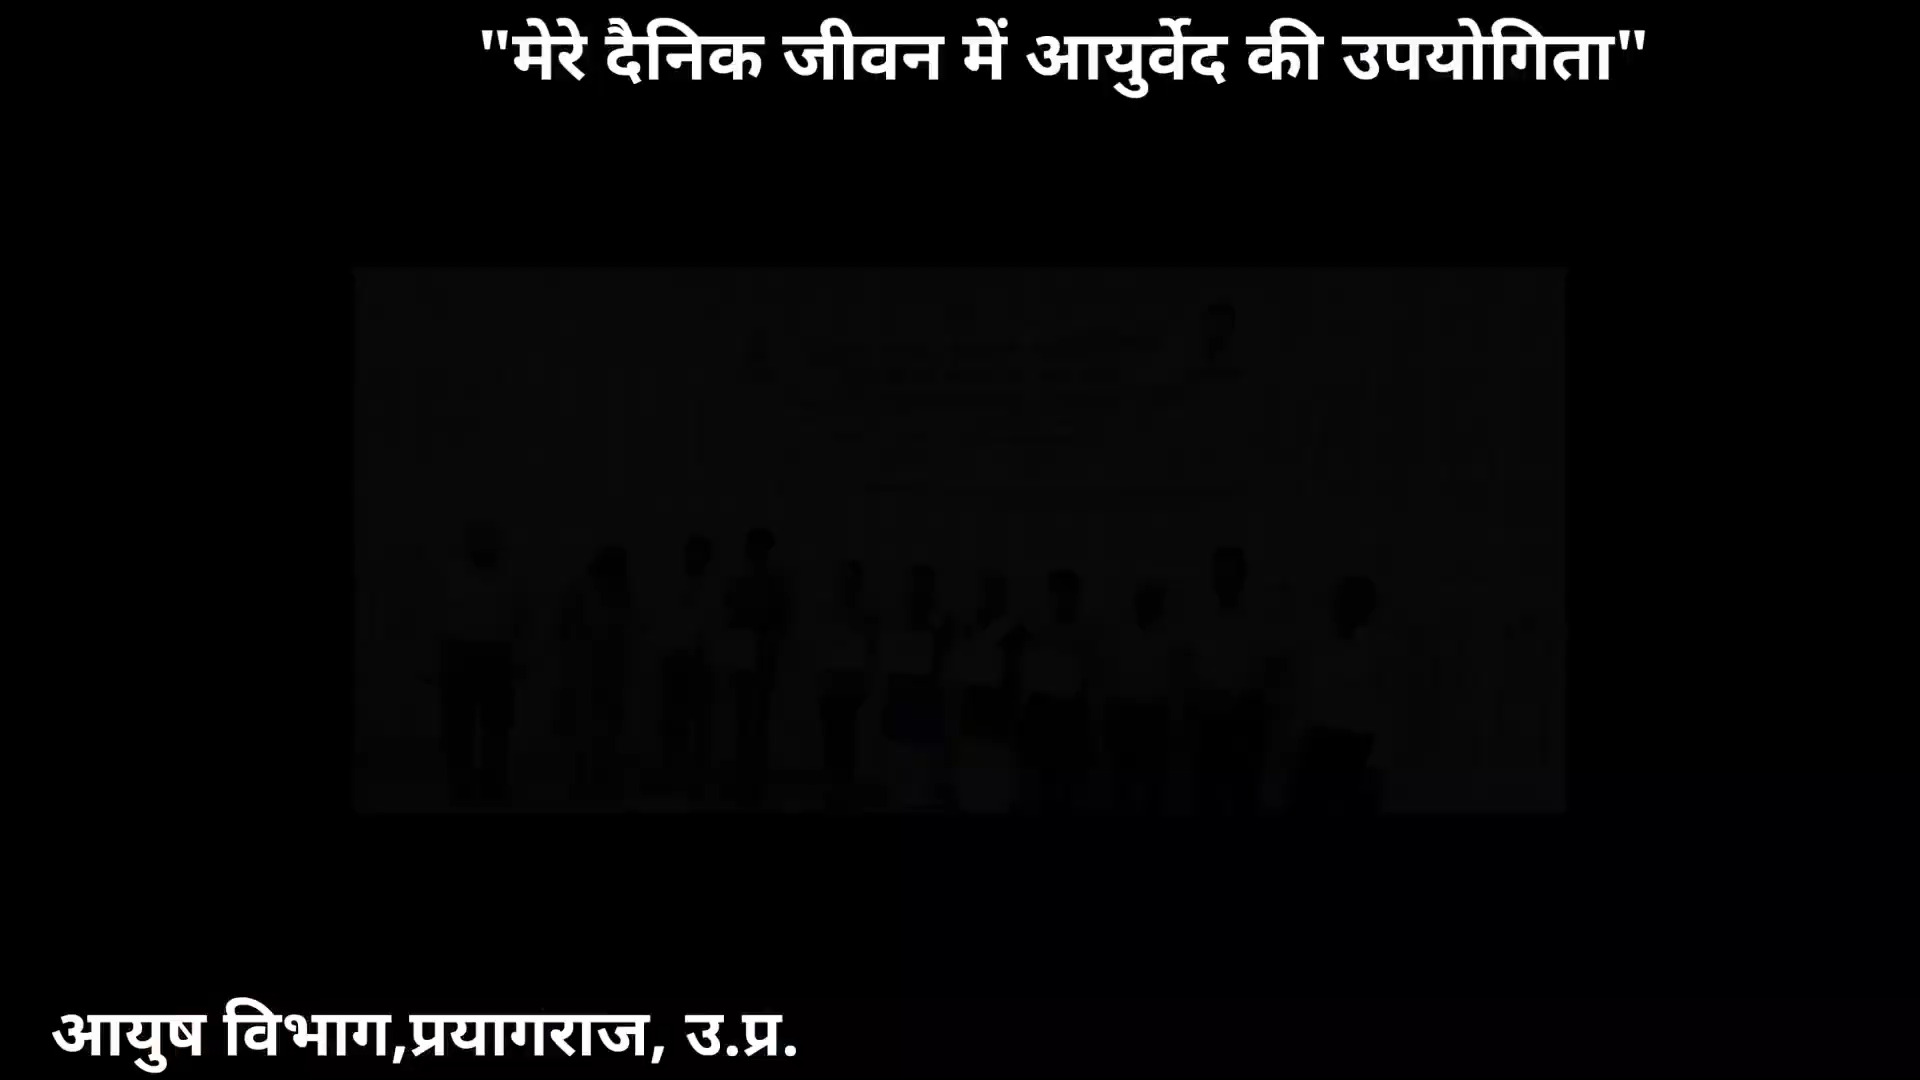 "मेरे दैनिक जीवन में आयुर्वेद की उपयोगिता"
आयुष विभाग,प्रयागराज, उ.प्र.